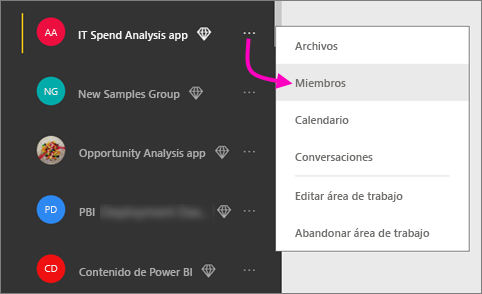 AA IT Spend Analysis app ...
NG New Samples Group ...
Opportunity Analysis app ...
PD PBI ...
CD Contenido de Power BI ...
Archivos
Miembros
Calendario
Conversaciones
Editar área de trabajo
Abandonar área de trabajo